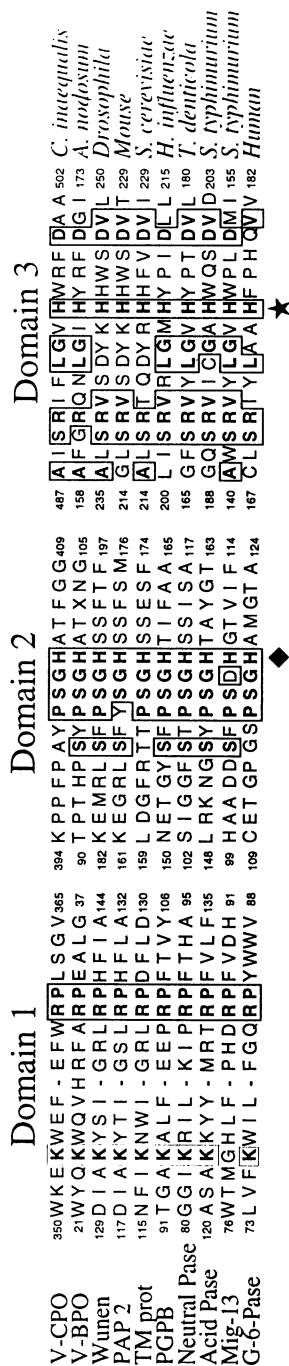 Domain 1 Domain 2 Domain 3
V-CPO 350 W K E K W E F - E F W R P L S G V 365 394 K P P F P A Y P S G H A T F G G 409 487 A I S R I F L G V H W R F D A A 502 C. inaequalis
V-BPO 21 W Y Q K W Q V H R F A R P E A L G 37 90 T P T H P S Y P S G H A T X N G 105 158 A F G R Q N L G I H Y R F D G I 173 A. nodosum
Wunen 129 D I A K Y S I - G R L R P H F I A 144 182 K E M R L S F P S G H S S F T F 197 235 A L S R V S D Y K H H W S D V L 250 Drosophila
PAP 2 117 D I A K Y T I - G S L R P H F L A 132 161 K E G R L S F Y S G H S S F S M 176 214 G L S R V S D Y K H H W S D V T 229 Mouse
TM prot 115 N F I K N W I - G R L R P D F L D 130 159 L D G F R T T P S G H S S E S F 174 214 A L S R T Q D Y R H H F V D V I 229 S. cerevisiae
PGPB 91 T G A K A L F - E E P R P F T V Y 106 150 N E T G Y S F P S G H T I F A A 165 200 L I S R V R L G M H Y P I D L L 215 H. influenzae
Neutral Pase 80 G G I K R I L - K I P R P F T H A 95 102 S I G G F S T P S G H S S I S A 117 165 G F S R V Y L G V H Y P T D V L 180 T. denticola
Acid Pase 120 A S A K K Y Y - M R T R P F V L F 135 148 L R K N G S Y P S G H T A Y G T 163 188 G Q S R V I C G A H W Q S D V D 203 S. typhimurium
Mig-13 76 W T M G H L F - P H D R P F V D H 91 99 H A A D D S F P S D H G T V I F 114 140 A W S R V Y L G V H W P L D M I 155 S. typhimurium
G-6-Pase 73 L V F K W I L - F G Q R P Y W W V 88 109 C E T G P G S P S G H A M G T A 124 167 C L S R T Y L A A H F P H Q V V 182 Human